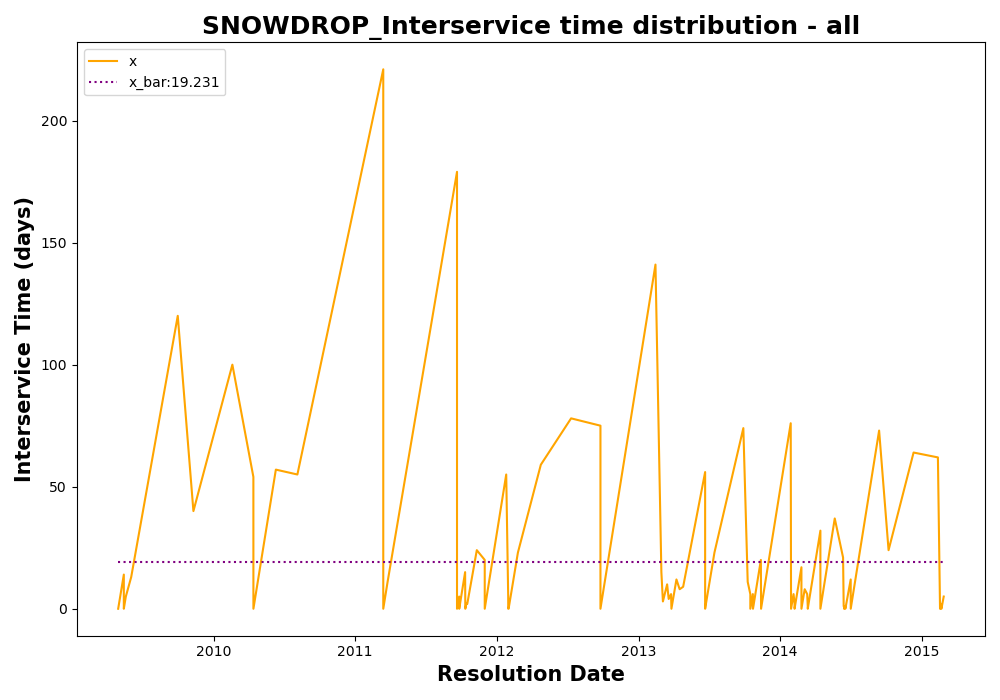 SNOWDROP_Interservice time distribution - all
x
x_bar:19.231
Interservice Time (days)
200
150
100
50
0
2010 2011 2012 2013 2014 2015
Resolution Date